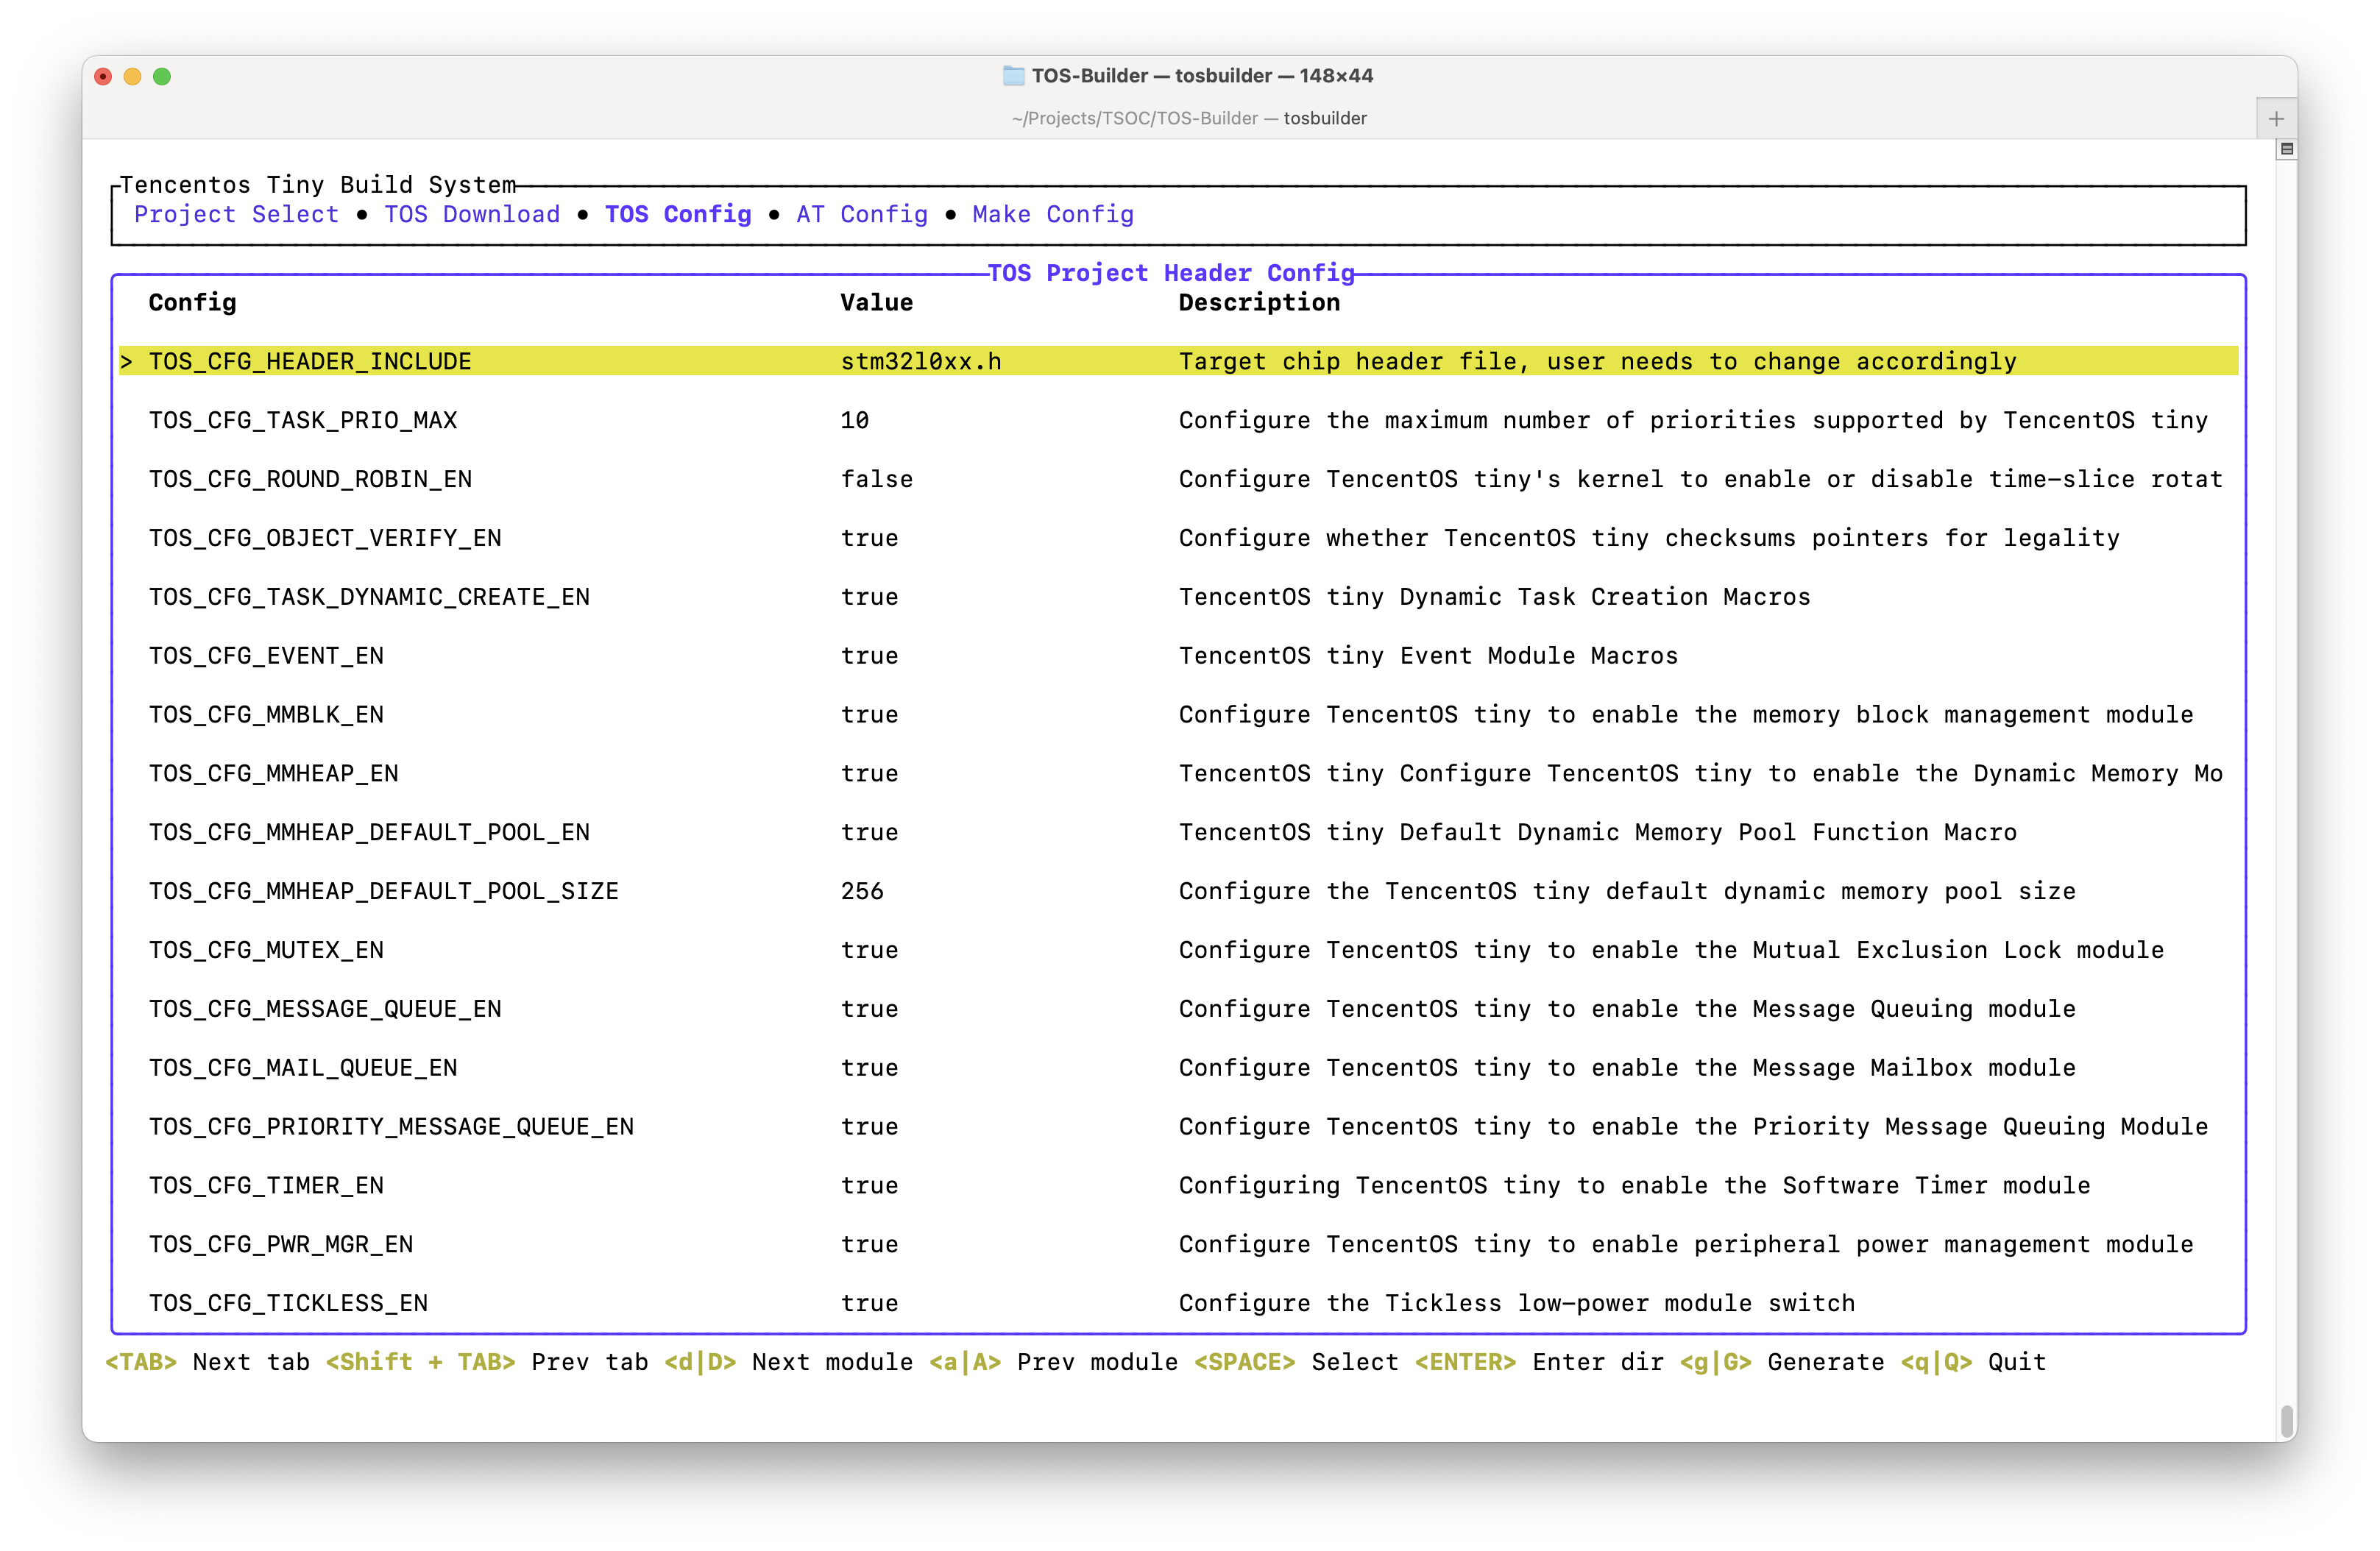 TOS-Builder — tosbuilder — 148×44
~/Projects/TSOC/TOS-Builder — tosbuilder
Tencentos Tiny Build System
Project Select • TOS Download • TOS Config • AT Config • Make Config
TOS Project Header Config
Config Value Description
> TOS_CFG_HEADER_INCLUDE stm32l0xx.h Target chip header file, user needs to change accordingly
TOS_CFG_TASK_PRIO_MAX 10 Configure the maximum number of priorities supported by TencentOS tiny
TOS_CFG_ROUND_ROBIN_EN false Configure TencentOS tiny's kernel to enable or disable time-slice rotat
TOS_CFG_OBJECT_VERIFY_EN true Configure whether TencentOS tiny checksums pointers for legality
TOS_CFG_TASK_DYNAMIC_CREATE_EN true TencentOS tiny Dynamic Task Creation Macros
TOS_CFG_EVENT_EN true TencentOS tiny Event Module Macros
TOS_CFG_MMBLK_EN true Configure TencentOS tiny to enable the memory block management module
TOS_CFG_MMHEAP_EN true TencentOS tiny Configure TencentOS tiny to enable the Dynamic Memory Mo
TOS_CFG_MMHEAP_DEFAULT_POOL_EN true TencentOS tiny Default Dynamic Memory Pool Function Macro
TOS_CFG_MMHEAP_DEFAULT_POOL_SIZE 256 Configure the TencentOS tiny default dynamic memory pool size
TOS_CFG_MUTEX_EN true Configure TencentOS tiny to enable the Mutual Exclusion Lock module
TOS_CFG_MESSAGE_QUEUE_EN true Configure TencentOS tiny to enable the Message Queuing module
TOS_CFG_MAIL_QUEUE_EN true Configure TencentOS tiny to enable the Message Mailbox module
TOS_CFG_PRIORITY_MESSAGE_QUEUE_EN true Configure TencentOS tiny to enable the Priority Message Queuing Module
TOS_CFG_TIMER_EN true Configuring TencentOS tiny to enable the Software Timer module
TOS_CFG_PWR_MGR_EN true Configure TencentOS tiny to enable peripheral power management module
TOS_CFG_TICKLESS_EN true Configure the Tickless low-power module switch
<TAB> Next tab <Shift + TAB> Prev tab <d|D> Next module <a|A> Prev module <SPACE> Select <ENTER> Enter dir <g|G> Generate <q|Q> Quit